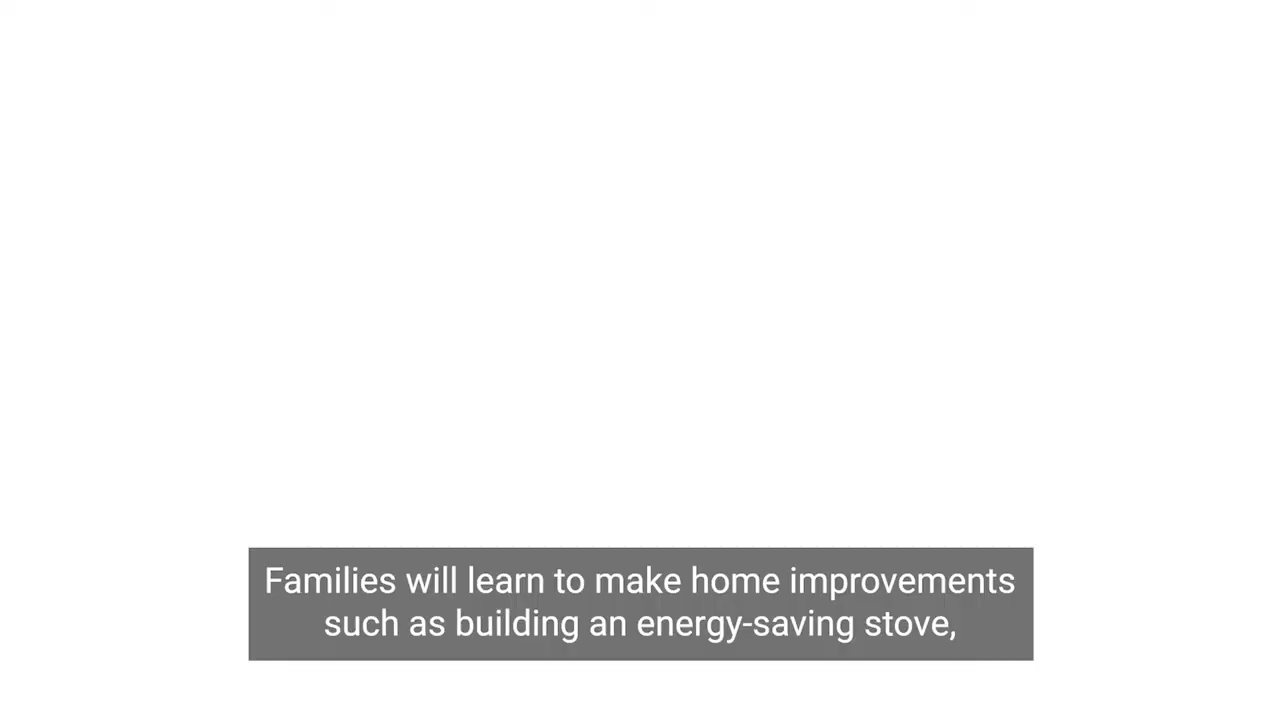 Families will learn to make home improvements
such as building an energy-saving stove,